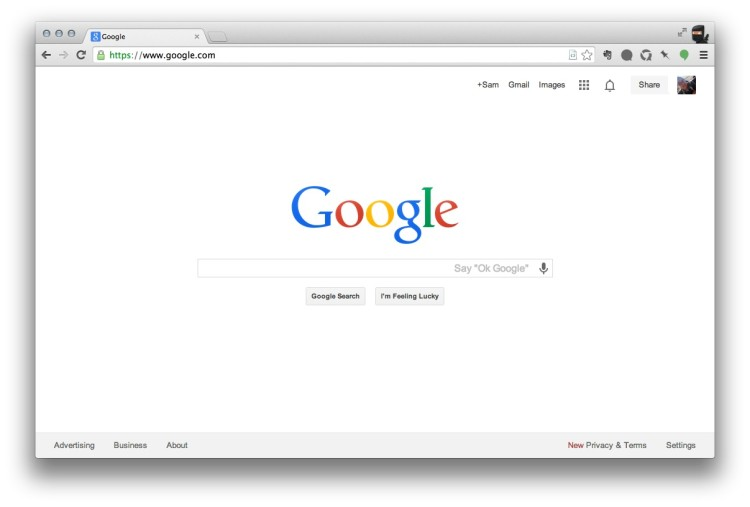 Google
https://www.google.com
+Sam Gmail Images Share
Google
Say "Ok Google"
Google Search I'm Feeling Lucky
Advertising Business About New Privacy & Terms Settings